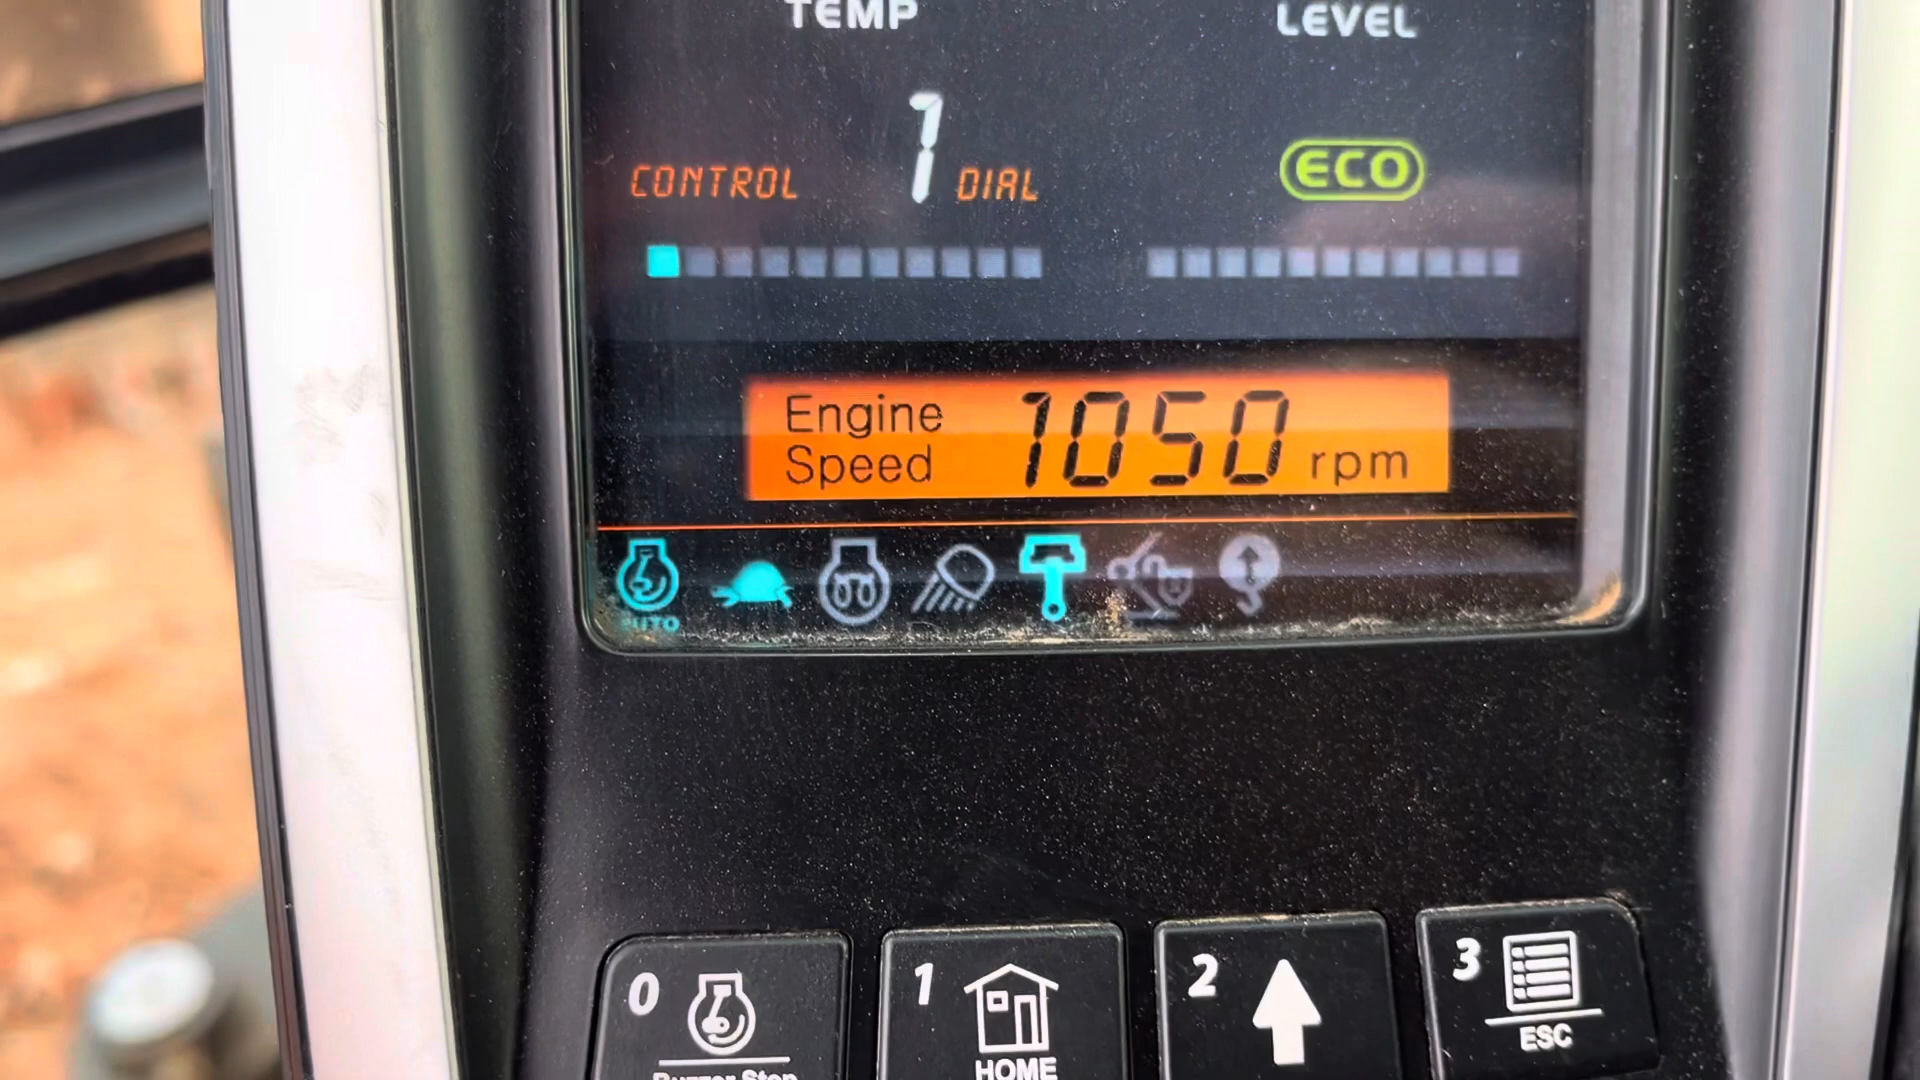 TEMP LEVEL
CONTROL 1 DIAL ECO
Engine Speed 1050 rpm
AUTO
0 1 2 3
Buzzer Stop HOME ESC